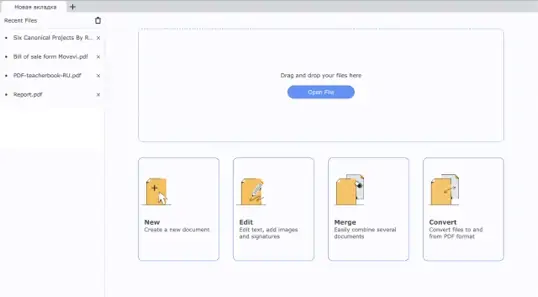 Новая вкладка
Recent Files
Six Canonical Projects By R...
Bill of sale form Movavi.pdf
PDF-teacherbook-RU.pdf
Report.pdf
Drag and drop your files here
Open File
New
Create a new document
Edit
Edit text, add images
and signatures
Merge
Easily combine several
documents
Convert
Convert files to and
from PDF format